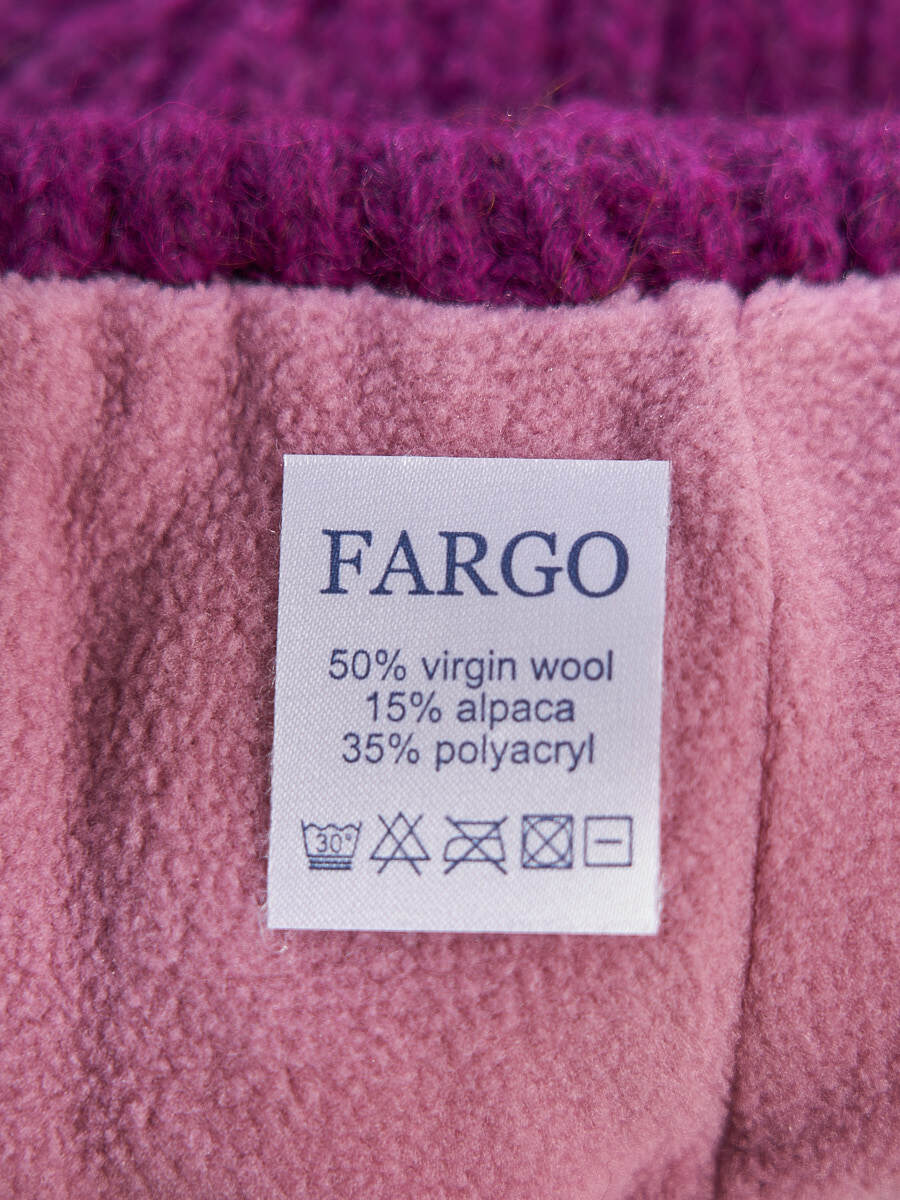 FARGO
50% virgin wool
15% alpaca
35% polyacryl
30°